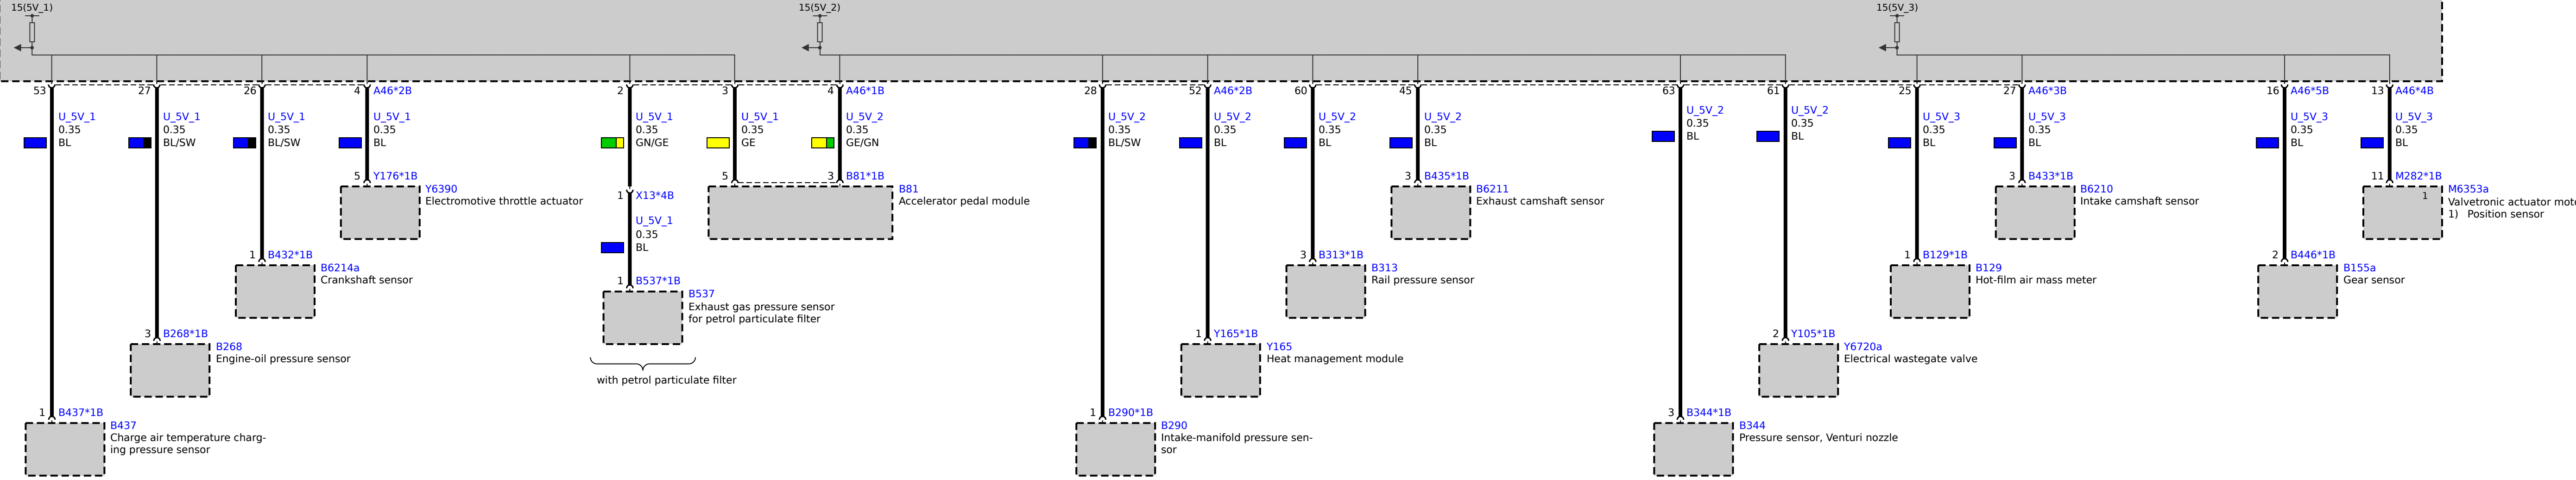 15(5V_1)
15(5V_2)
15(5V_3)
53
27
26
4 A46*2B
2
3
4 A46*1B
28
52 A46*2B
60
45
63
61
25
27 A46*3B
16 A46*5B
13 A46*4B
U_5V_1
0.35
BL
U_5V_1
0.35
BL/SW
U_5V_1
0.35
BL/SW
U_5V_1
0.35
BL
U_5V_1
0.35
GN/GE
U_5V_1
0.35
GE
U_5V_2
0.35
GE/GN
U_5V_2
0.35
BL/SW
U_5V_2
0.35
BL
U_5V_2
0.35
BL
U_5V_2
0.35
BL
U_5V_2
0.35
BL
U_5V_2
0.35
BL
U_5V_3
0.35
BL
U_5V_3
0.35
BL
U_5V_3
0.35
BL
U_5V_3
0.35
BL
5 Y176*1B
Y6390
Electromotive throttle actuator
1 X13*4B
U_5V_1
0.35
BL
1 B537*1B
B537
Exhaust gas pressure sensor
for petrol particulate filter
with petrol particulate filter
5
3 B81*1B
B81
Accelerator pedal module
3 B435*1B
B6211
Exhaust camshaft sensor
3 B433*1B
B6210
Intake camshaft sensor
11 M282*1B
1
M6353a
Valvetronic actuator mot
1) Position sensor
1 B432*1B
B6214a
Crankshaft sensor
3 B313*1B
B313
Rail pressure sensor
1 B129*1B
B129
Hot-film air mass meter
2 B446*1B
B155a
Gear sensor
3 B268*1B
B268
Engine-oil pressure sensor
1 Y165*1B
Y165
Heat management module
2 Y105*1B
Y6720a
Electrical wastegate valve
1 B437*1B
B437
Charge air temperature charg-
ing pressure sensor
1 B290*1B
B290
Intake-manifold pressure sen-
sor
3 B344*1B
B344
Pressure sensor, Venturi nozzle